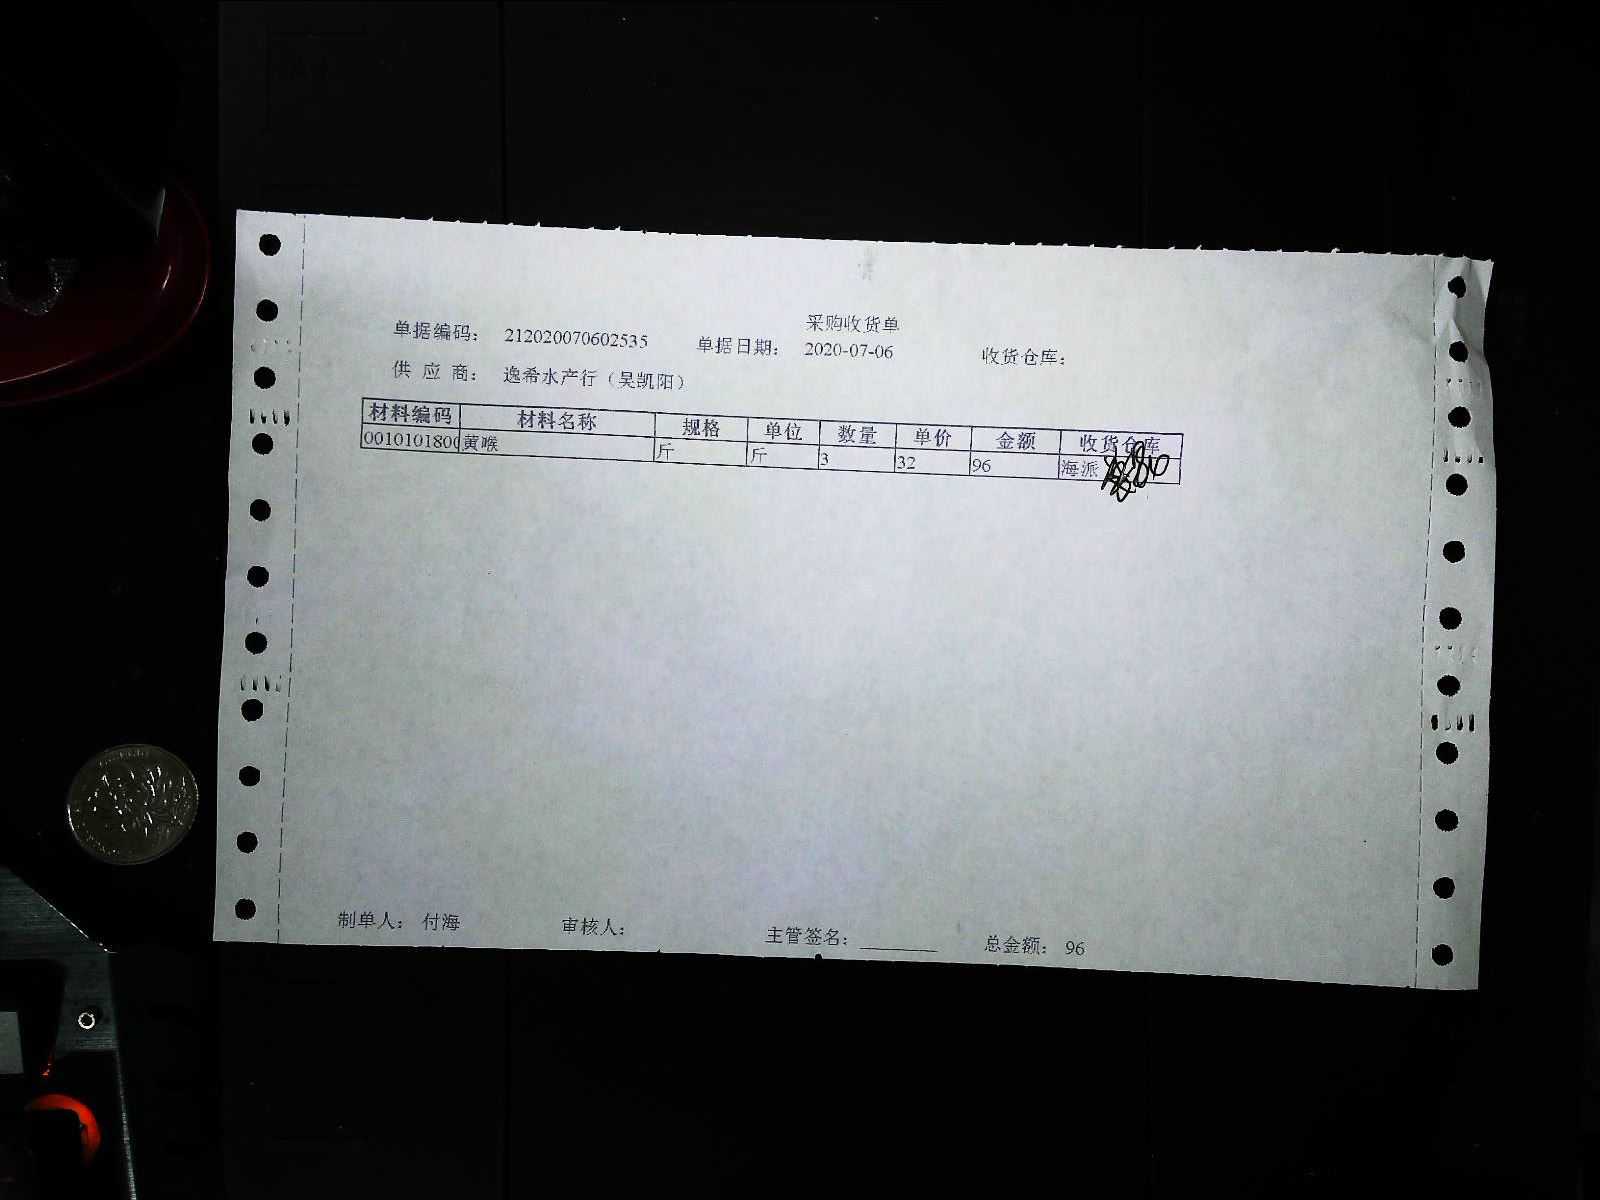 采购收货单
单据编码： 212020070602535 单据日期： 2020-07-06 收货仓库：
供 应 商： 逸希水产行（吴凯阳）
材料编码 材料名称 规格 单位 数量 单价 金额 收货仓库
0010101800 黄喉 斤 斤 3 32 96 海派
制单人： 付海 审核人： 主管签名：________ 总金额： 96